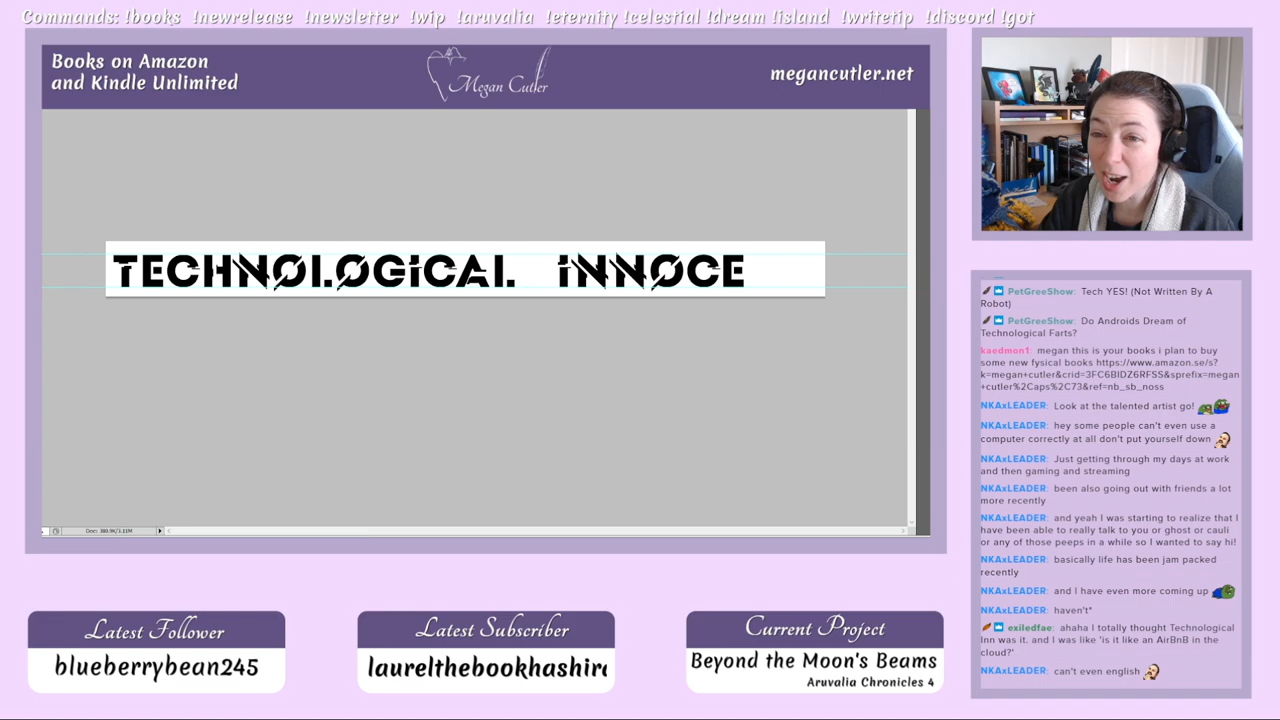 Commands: !books !newrelease !newsletter !wip !aruvalia !eternity !celestial !dream !island !writetip !discord !got
Books on Amazon
and Kindle Unlimited
Megan Cutler
megancutler.net
TECHNOLOGICAL INNOCE
Doc: 380.9K/3.11M
PetGreeShow: Tech YES! (Not Written By A
Robot)
PetGreeShow: Do Androids Dream of
Technological Farts?
kaedmon1: megan this is your books i plan to buy
some new fysical books https://www.amazon.se/s?
k=megan+cutler&crid=3FC6BIDZ6RFSS&sprefix=megan
+cutler%2Caps%2C73&ref=nb_sb_noss
NKAxLEADER: Look at the talented artist go!
NKAxLEADER: hey some people can't even use a
computer correctly at all don't put yourself down
NKAxLEADER: Just getting through my days at work
and then gaming and streaming
NKAxLEADER: been also going out with friends a lot
more recently
NKAxLEADER: and yeah I was starting to realize that I
have been able to really talk to you or ghost or cauli
or any of those peeps in a while so I wanted to say hi!
NKAxLEADER: basically life has been jam packed
recently
NKAxLEADER: and I have even more coming up
NKAxLEADER: haven't*
exiledfae: ahaha I totally thought Technological
Inn was it. and I was like 'is it like an AirBnB in the
cloud?'
NKAxLEADER: can't even english
Latest Follower
blueberrybean245
Latest Subscriber
laurelthebookhashira
Current Project
Beyond the Moon's Beams
Aruvalia Chronicles 4